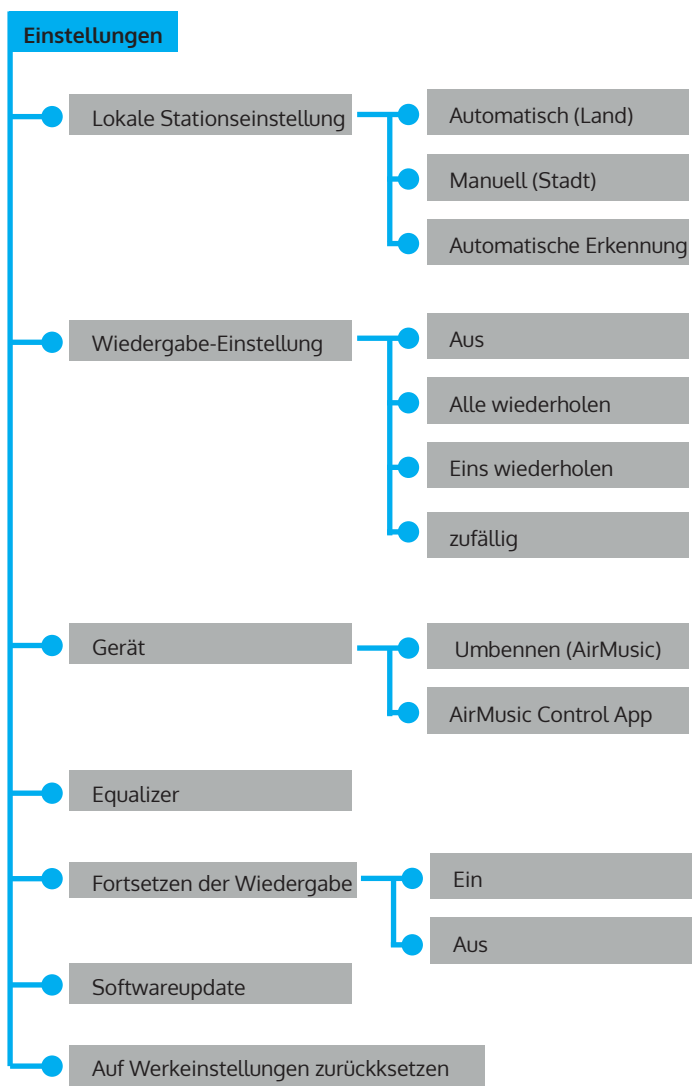 Einstellungen
Lokale Stationseinstellung
Automatisch (Land)
Manuell (Stadt)
Automatische Erkennung
Wiedergabe-Einstellung
Aus
Alle wiederholen
Eins wiederholen
zufällig
Gerät
Umbennen (AirMusic)
AirMusic Control App
Equalizer
Fortsetzen der Wiedergabe
Ein
Aus
Softwareupdate
Auf Werkeinstellungen zurückksetzen